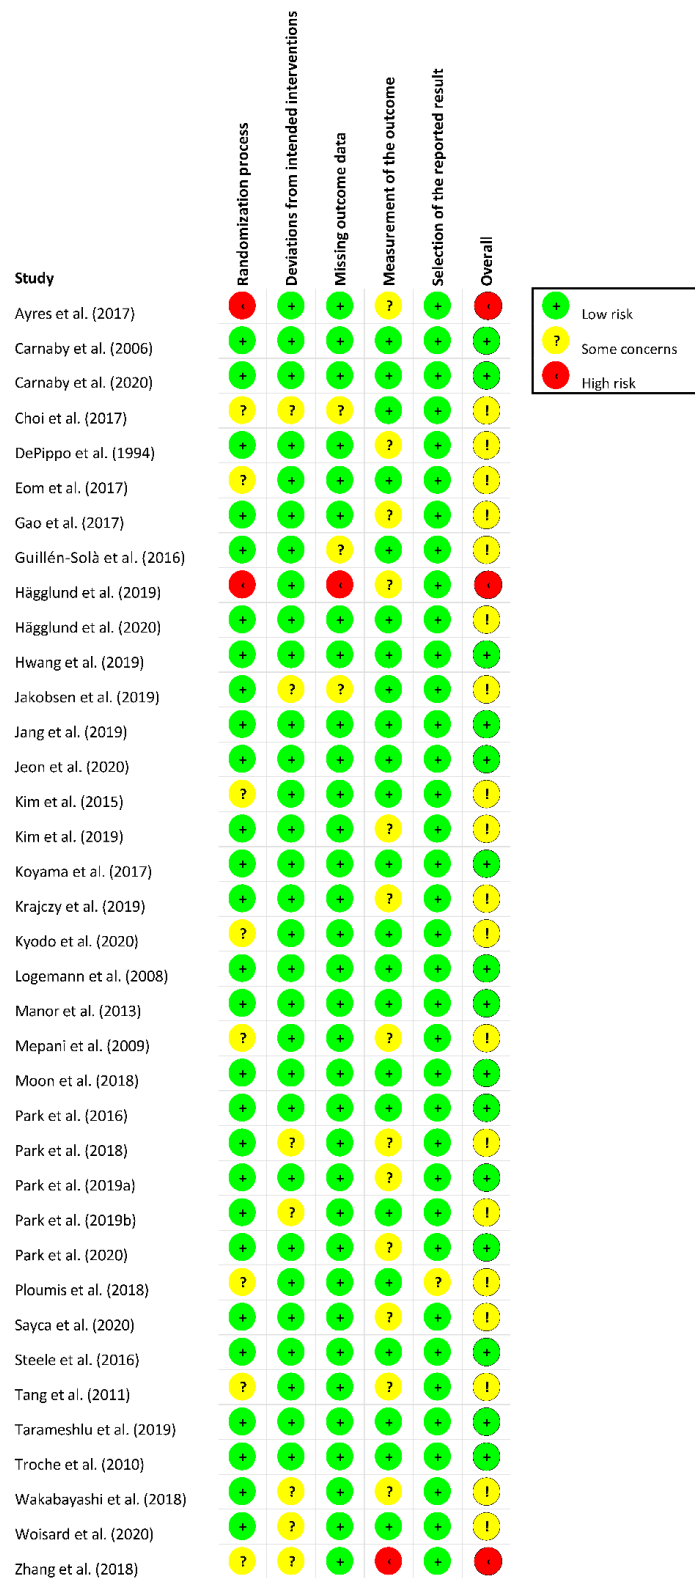 Randomization process
Deviations from intended interventions
Missing outcome data
Measurement of the outcome
Selection of the reported result
Overall
Study
+ Low risk
? Some concerns
‹ High risk
Ayres et al. (2017) ‹ + + ? + ‹
Carnaby et al. (2006) + + + + + +
Carnaby et al. (2020) + + + + + +
Choi et al. (2017) ? ? ? + + !
DePippo et al. (1994) + + + ? + !
Eom et al. (2017) ? + + + + !
Gao et al. (2017) + + + ? + !
Guillén-Solà et al. (2016) + + ? + + !
Hägglund et al. (2019) ‹ + ‹ ? + ‹
Hägglund et al. (2020) + + + + + !
Hwang et al. (2019) + + + + + +
Jakobsen et al. (2019) + ? ? + + !
Jang et al. (2019) + + + + + +
Jeon et al. (2020) + + + + + +
Kim et al. (2015) ? + + + + !
Kim et al. (2019) + + + ? + !
Koyama et al. (2017) + + + + + +
Krajczy et al. (2019) + + + ? + !
Kyodo et al. (2020) ? + + + + !
Logemann et al. (2008) + + + + + +
Manor et al. (2013) + + + + + +
Mepani et al. (2009) ? + + ? + !
Moon et al. (2018) + + + + + +
Park et al. (2016) + + + + + +
Park et al. (2018) + ? + ? + !
Park et al. (2019a) + + + ? + +
Park et al. (2019b) + ? + + + !
Park et al. (2020) + + + ? + +
Ploumis et al. (2018) ? + + + ? !
Sayca et al. (2020) + + + ? + !
Steele et al. (2016) + + + + + +
Tang et al. (2011) ? + + ? + !
Tarameshlu et al. (2019) + + + + + +
Troche et al. (2010) + + + + + +
Wakabayashi et al. (2018) + ? + ? + !
Woisard et al. (2020) + ? + + + !
Zhang et al. (2018) ? ? + ‹ + ‹